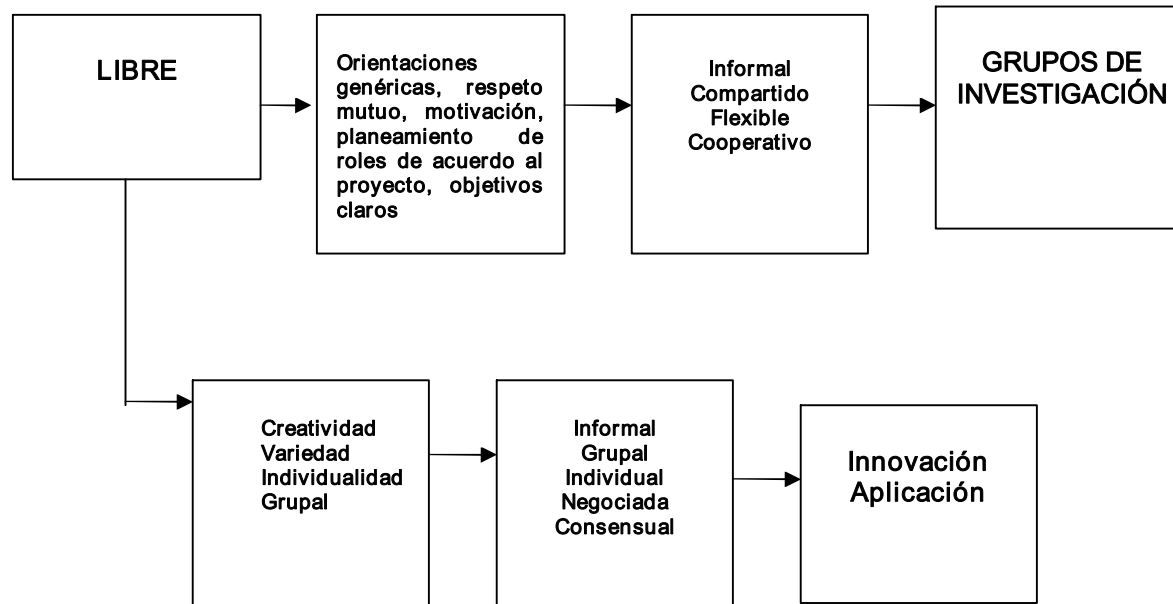 LIBRE
Orientaciones
genéricas, respeto
mutuo, motivación,
planeamiento de
roles de acuerdo al
proyecto, objetivos
claros
Informal
Compartido
Flexible
Cooperativo
GRUPOS DE
INVESTIGACIÓN
Creatividad
Variedad
Individualidad
Grupal
Informal
Grupal
Individual
Negociada
Consensual
Innovación
Aplicación